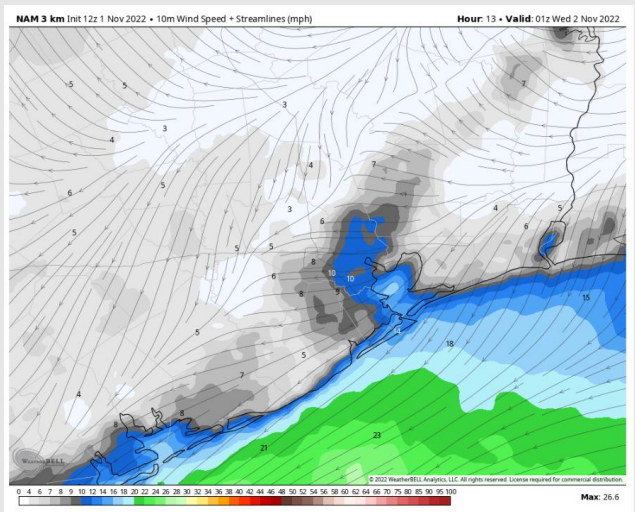 NAM 3 km Init 12z 1 Nov 2022 • 10m Wind Speed + Streamlines (mph)
Hour: 13 • Valid: 01z Wed 2 Nov 2022
5 5 7
3
4 3
4 7
6 5
3 4 5
6 6
5
5 5
8
6 10 10
8 9
15
5 14
18
5
7
4
8
8
23
21
WeatherBELL
© 2022 WeatherBELL Analytics, LLC. All rights reserved. License required for commercial distribution.
0 4 6 7 8 9 10 12 14 16 18 20 22 24 26 28 30 32 34 36 38 40 42 44 46 48 50 52 54 56 58 60 62 64 66 70 75 80 85 90 95 100
Max: 26.6